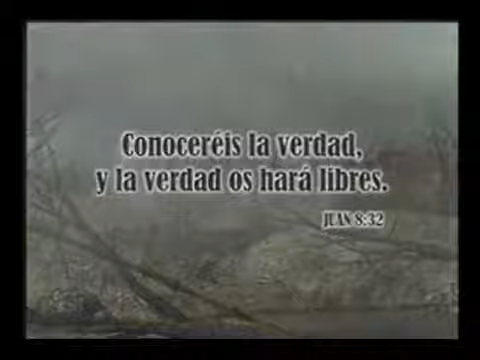 Conoceréis la verdad,
y la verdad os hará libres.
JUAN 8:32